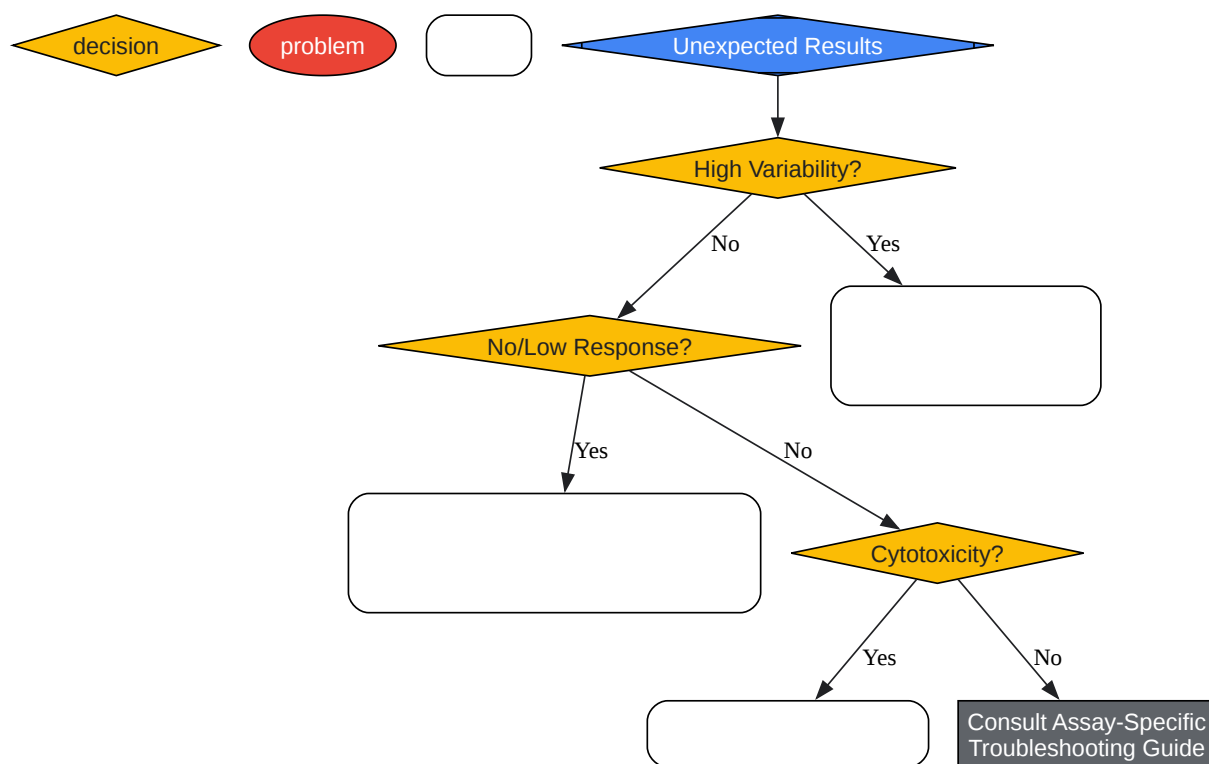 decision
problem
Unexpected Results
High Variability?
No
Yes
No/Low Response?
Yes
No
Cytotoxicity?
Yes
No
Consult Assay-Specific
Troubleshooting Guide